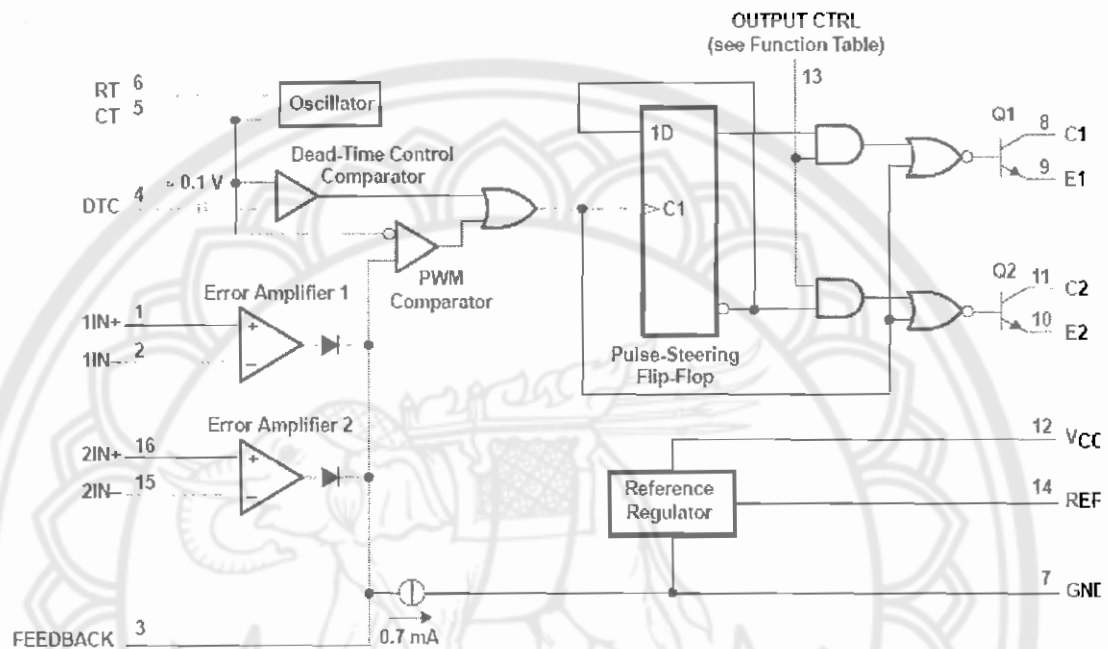 OUTPUT CTRL
(see Function Table)
13
RT 6
CT 5
Oscillator
Dead-Time Control
Comparator
≈ 0.1 V
DTC 4
PWM
Comparator
1D
C1
Pulse-Steering
Flip-Flop
Q1
8 C1
9 E1
Q2
11 C2
10 E2
Error Amplifier 1
1IN+ 1
+
1IN– 2
–
Error Amplifier 2
2IN+ 16
+
2IN– 15
–
12 VCC
Reference
Regulator
14 REF
7 GND
0.7 mA
FEEDBACK 3